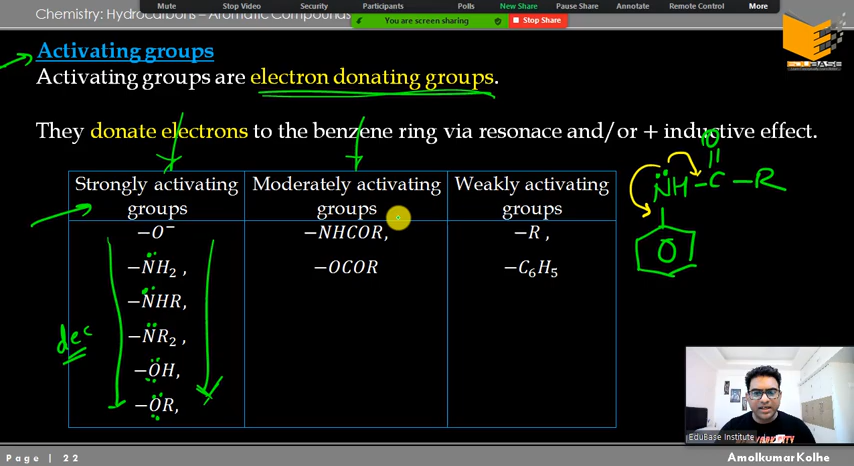 Mute Stop Video Security Participants Polls New Share Pause Share Annotate Remote Control More
Chemistry: Hydrocarbons – Aromatic Compounds
You are screen sharing Stop Share
EDUBASE
Activating groups
Activating groups are electron donating groups.
They donate electrons to the benzene ring via resonace and/or + inductive effect.
Strongly activating groups
Moderately activating groups
Weakly activating groups
−O⁻
−NHCOR,
−R ,
−NH₂ ,
−OCOR
−C₆H₅
−NHR,
−NR₂ ,
−OH,
−OR,
dec
O
NH – C – R
O
EduBase Institute
Page | 22
AmolkumarKolhe